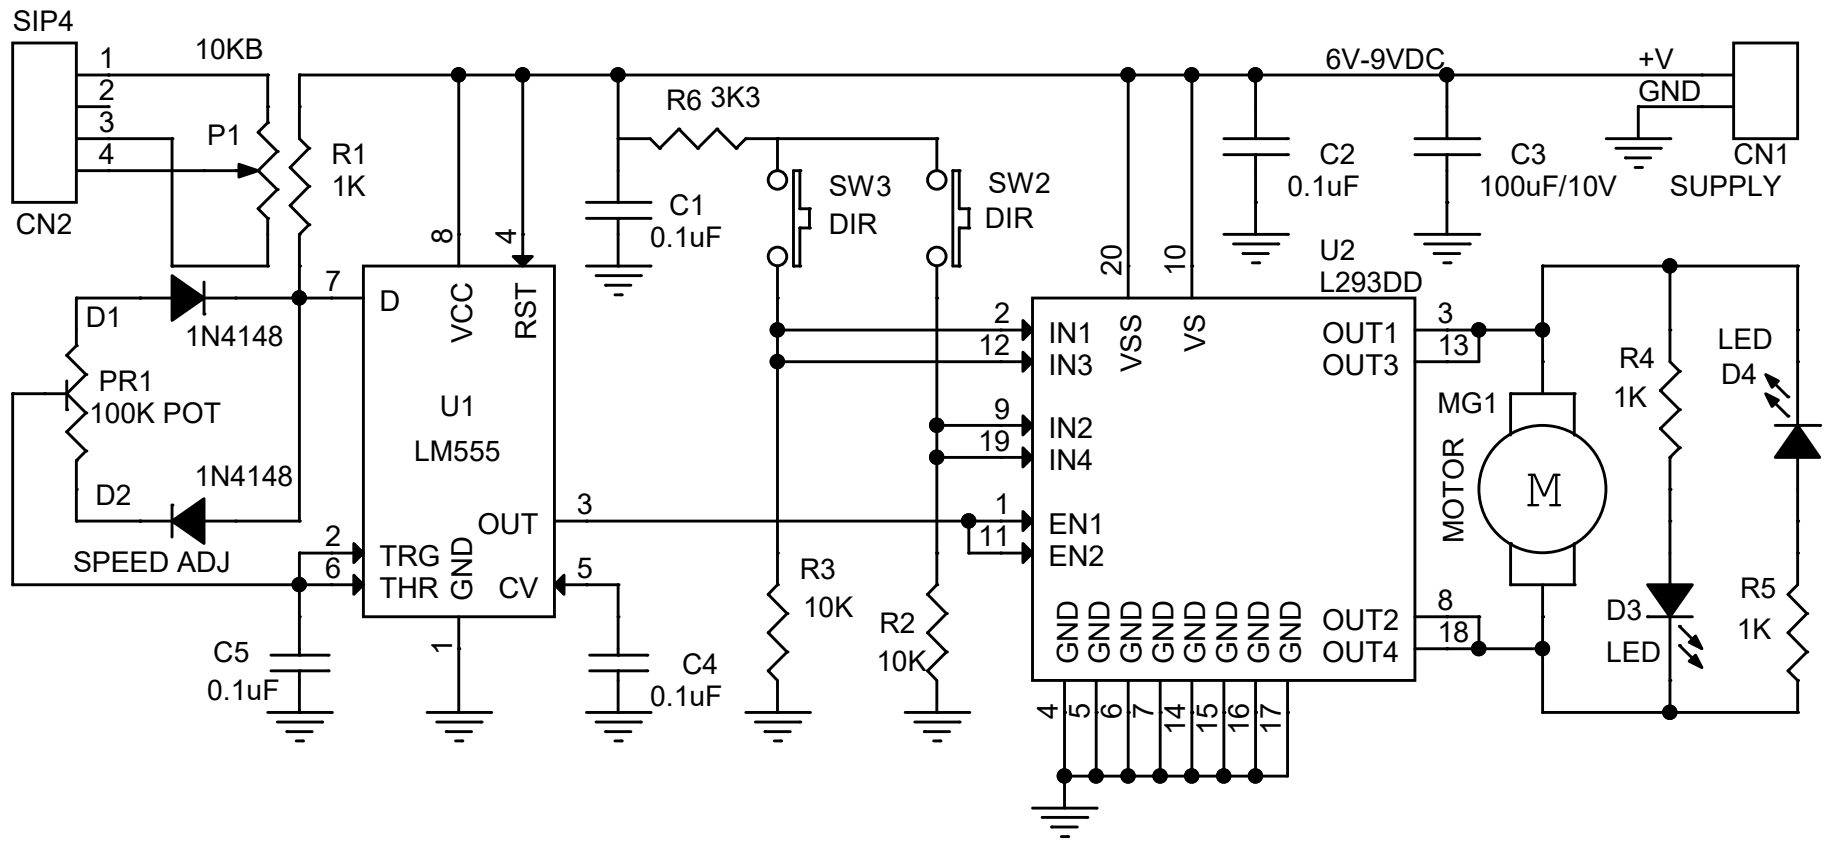 SIP4
1
2
3
4
CN2
10KB
P1
R1
1K
6V-9VDC
+V
GND
CN1
SUPPLY
R6 3K3
C1
0.1uF
SW3
DIR
SW2
DIR
C2
0.1uF
C3
100uF/10V
U2
L293DD
D1
1N4148
PR1
100K POT
1N4148
D2
SPEED ADJ
7
8
4
D
VCC
RST
U1
LM555
OUT
3
2
TRG
6
THR
GND
CV
5
1
C5
0.1uF
C4
0.1uF
R3
10K
R2
10K
20
10
VSS
VS
2
IN1
12
IN3
9
IN2
19
IN4
1
EN1
11
EN2
OUT1
3
OUT3
13
OUT2
8
OUT4
18
GND
GND
GND
GND
GND
GND
GND
GND
4
5
6
7
14
15
16
17
MG1
MOTOR
M
R4
1K
LED
D4
D3
LED
R5
1K